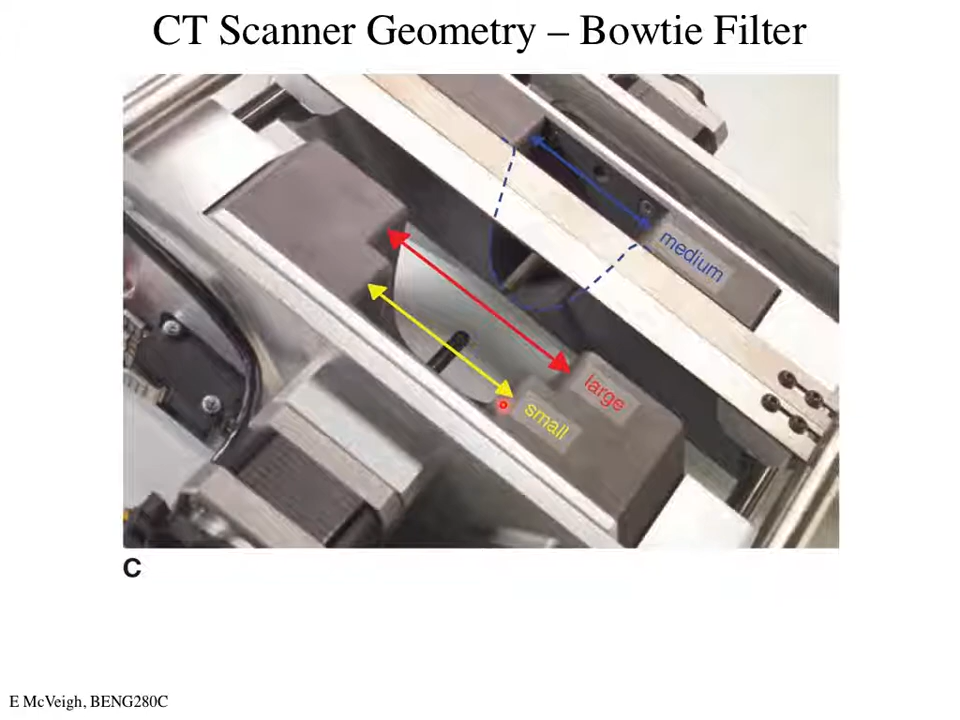 CT Scanner Geometry – Bowtie Filter
medium
large
small
C
E McVeigh, BENG280C